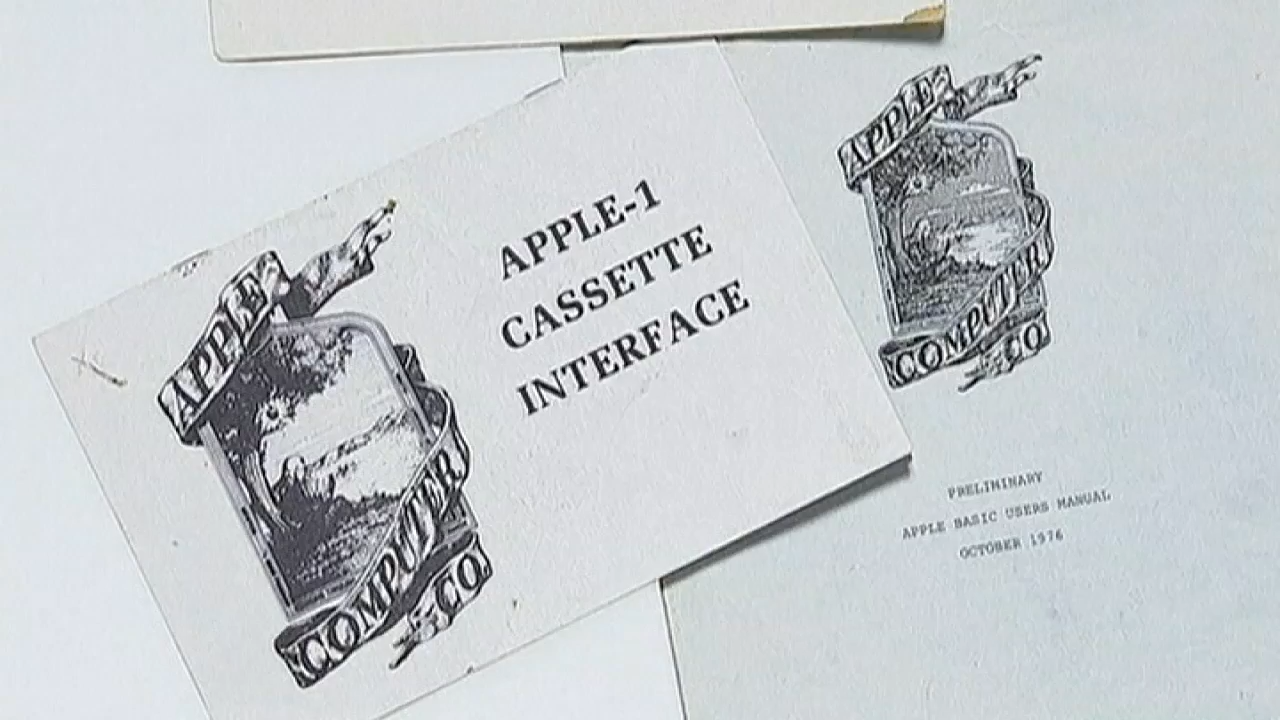 APPLE
COMPUTER
CO.
APPLE-1
CASSETTE
INTERFACE
APPLE
COMPUTER
CO
PRELIMINARY
APPLE BASIC USERS MANUAL
OCTOBER 1976